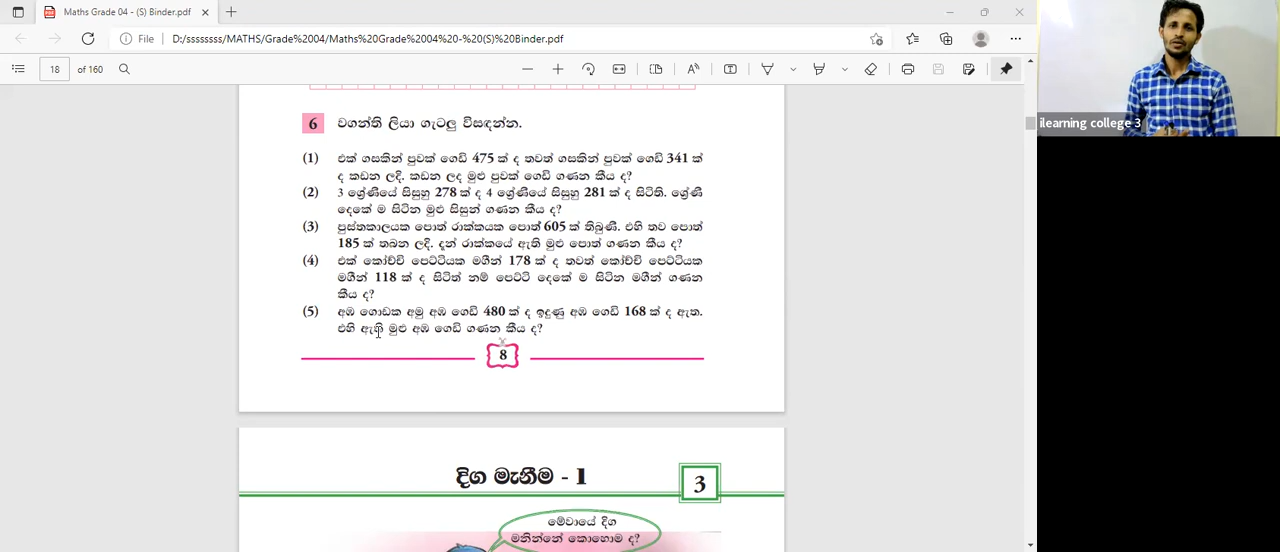 Maths Grade 04 - (S) Binder.pdf
File
D:/ssssssss/MATHS/Grade%2004/Maths%20Grade%2004%20-%20(S)%20Binder.pdf
18 of 160
6 වගන්ති ලියා ගැටලු විසඳන්න.
(1) එක් ගසකින් පුවක් ගෙඩි 475 ක් ද තවත් ගසකින් පුවක් ගෙඩි 341 ක්
ද කඩන ලදි. කඩන ලද මුළු පුවක් ගෙඩි ගණන කීය ද?
(2) 3 ශ්‍රේණියේ සිසුහු 278 ක් ද 4 ශ්‍රේණියේ සිසුහු 281 ක් ද සිටිති. ශ්‍රේණි
දෙකේ ම සිටින මුළු සිසුන් ගණන කීය ද?
(3) පුස්තකාලයක පොත් රාක්කයක පොත් 605 ක් තිබුණි. එහි තව පොත්
185 ක් තබන ලදි. දැන් රාක්කයේ ඇති මුළු පොත් ගණන කීය ද?
(4) එක් කෝච්චි පෙට්ටියක මගීන් 178 ක් ද තවත් කෝච්චි පෙට්ටියක
මගීන් 118 ක් ද සිටිත් නම් පෙට්ටි දෙකේ ම සිටින මගීන් ගණන
කීය ද?
(5) අඹ ගොඩක අමු අඹ ගෙඩි 480 ක් ද ඉදුණු අඹ ගෙඩි 168 ක් ද ඇත.
එහි ඇති මුළු අඹ ගෙඩි ගණන කීය ද?
8
දිග මැනීම - 1
3
මේවායේ දිග
මනින්නේ කොහොම ද?
ilearning college 3